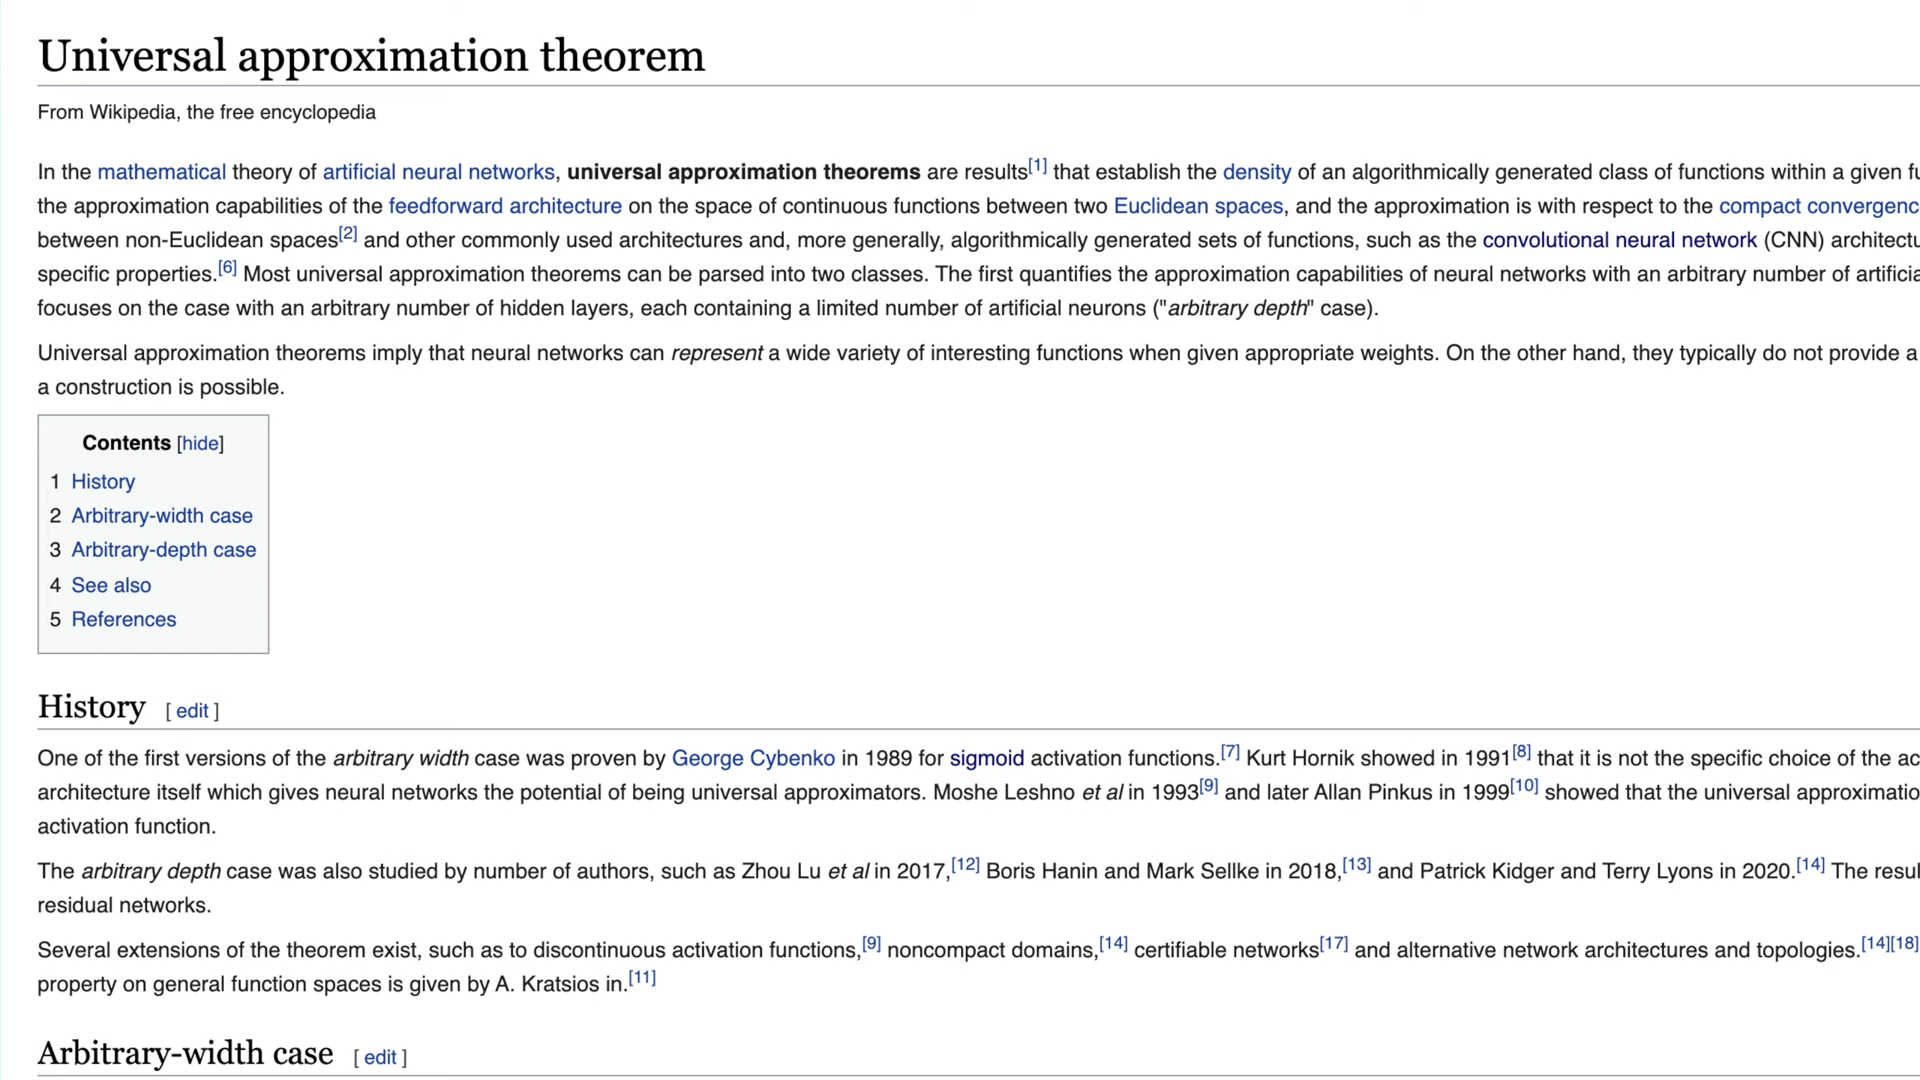 Universal approximation theorem
From Wikipedia, the free encyclopedia
In the mathematical theory of artificial neural networks, universal approximation theorems are results[1] that establish the density of an algorithmically generated class of functions within a given
the approximation capabilities of the feedforward architecture on the space of continuous functions between two Euclidean spaces, and the approximation is with respect to the compact
between non-Euclidean spaces[2] and other commonly used architectures and, more generally, algorithmically generated sets of functions, such as the convolutional neural network (CNN)
specific properties.[6] Most universal approximation theorems can be parsed into two classes. The first quantifies the approximation capabilities of neural networks with an arbitrary number of
focuses on the case with an arbitrary number of hidden layers, each containing a limited number of artificial neurons ("arbitrary depth" case).
Universal approximation theorems imply that neural networks can represent a wide variety of interesting functions when given appropriate weights. On the other hand, they typically do not provide a
a construction is possible.
Contents [hide]
1 History
2 Arbitrary-width case
3 Arbitrary-depth case
4 See also
5 References
History [ edit ]
One of the first versions of the arbitrary width case was proven by George Cybenko in 1989 for sigmoid activation functions.[7] Kurt Hornik showed in 1991[8] that it is not the specific choice of the
architecture itself which gives neural networks the potential of being universal approximators. Moshe Leshno et al in 1993[9] and later Allan Pinkus in 1999[10] showed that the universal
activation function.
The arbitrary depth case was also studied by number of authors, such as Zhou Lu et al in 2017,[12] Boris Hanin and Mark Sellke in 2018,[13] and Patrick Kidger and Terry Lyons in 2020.[14] The
residual networks.
Several extensions of the theorem exist, such as to discontinuous activation functions,[9] noncompact domains,[14] certifiable networks[17] and alternative network architectures and topologies.[14][18]
property on general function spaces is given by A. Kratsios in.[11]
Arbitrary-width case [ edit ]